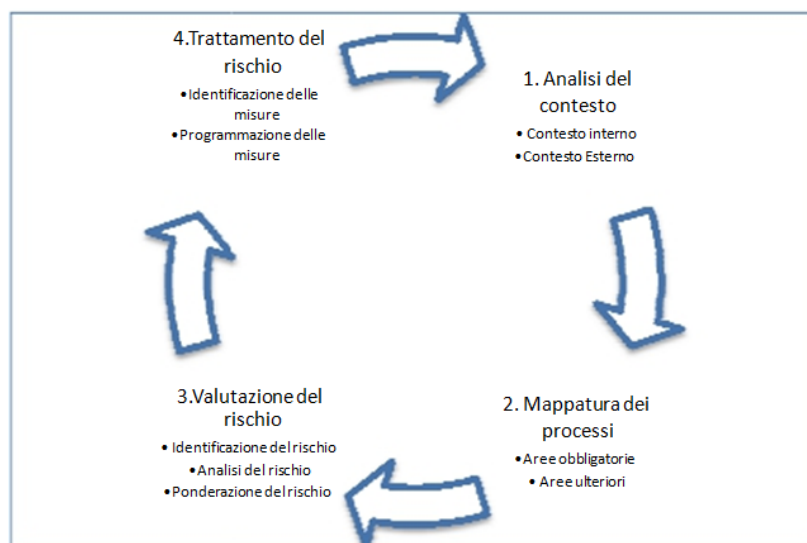 4.Trattamento del
rischio
•Identificazione delle
misure
•Programmazione delle
misure
1. Analisi del
contesto
• Contesto interno
•Contesto Esterno
2. Mappatura dei
processi
•Aree obbligatorie
• Aree ulteriori
3.Valutazione del
rischio
• Identificazione del rischio
•Analisi del rischio
•Ponderazione del rischio